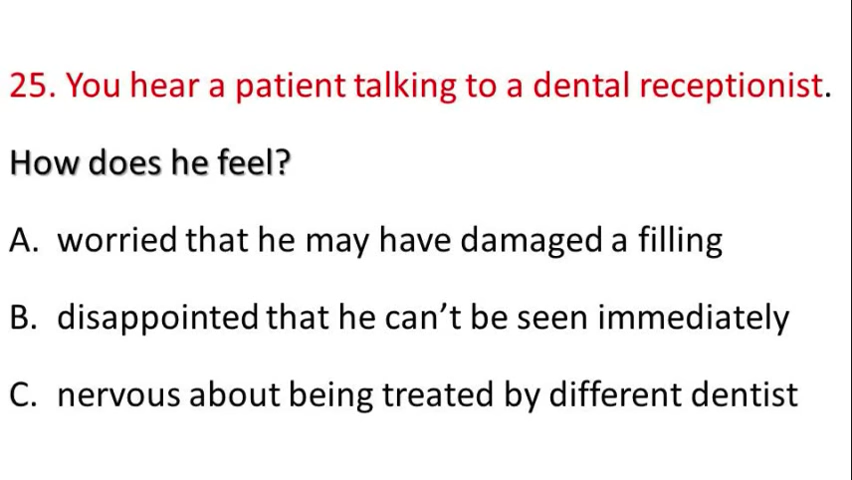 25. You hear a patient talking to a dental receptionist.
How does he feel?
A. worried that he may have damaged a filling
B. disappointed that he can’t be seen immediately
C. nervous about being treated by different dentist